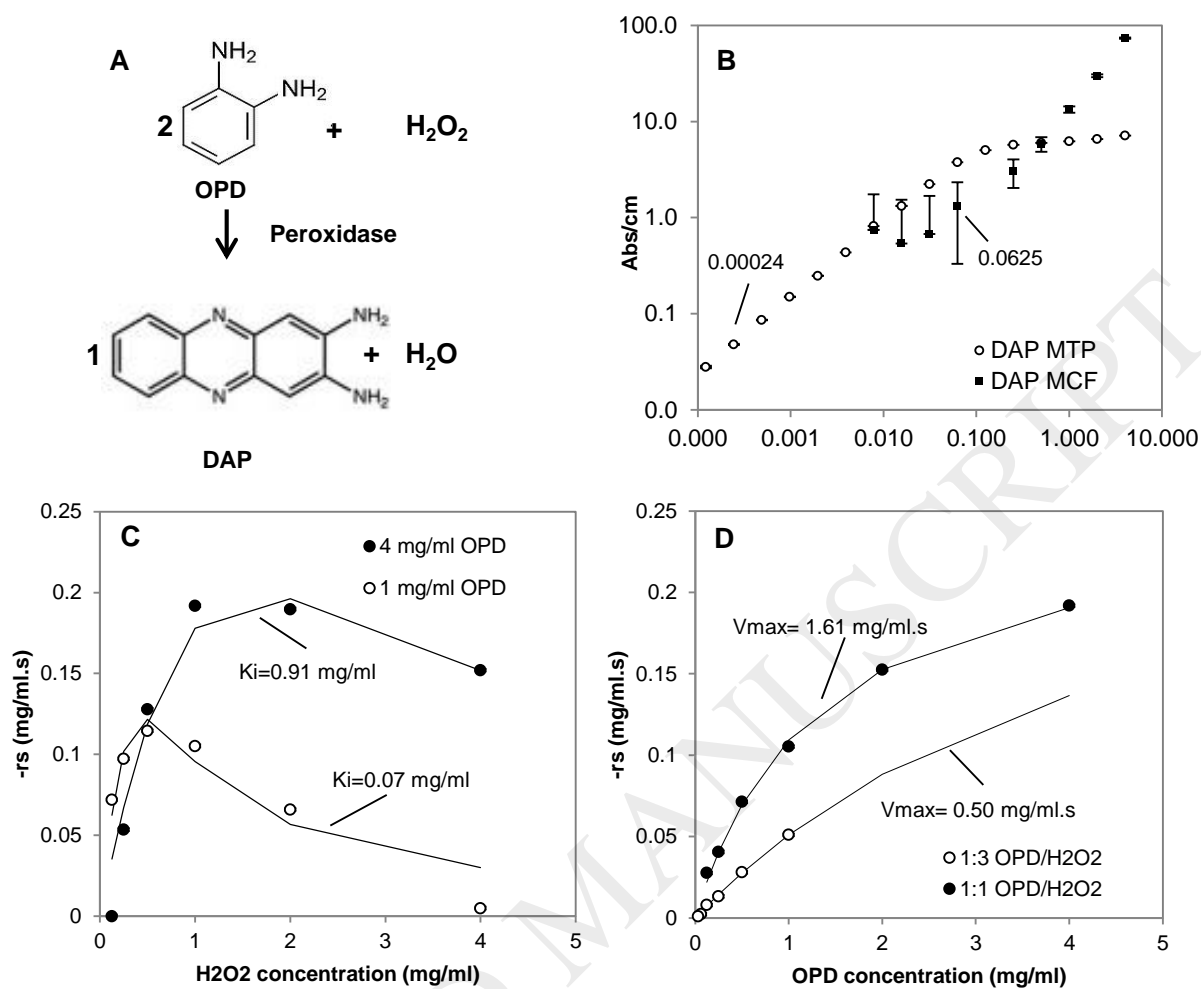 A
NH2
NH2
2
+
H2O2
OPD
Peroxidase
N
N
NH2
NH2
1
+
H2O
DAP
B
100.0
10.0
1.0
0.1
0.0
Abs/cm
0.00024
0.0625
DAP MTP
DAP MCF
0.000
0.001
0.010
0.100
1.000
10.000
C
0.25
0.2
0.15
0.1
0.05
0
-rs (mg/ml.s)
4 mg/ml OPD
1 mg/ml OPD
Ki=0.91 mg/ml
Ki=0.07 mg/ml
0
1
2
3
4
5
H2O2 concentration (mg/ml)
D
0.25
0.2
0.15
0.1
0.05
0
-rs (mg/ml.s)
Vmax= 1.61 mg/ml.s
Vmax= 0.50 mg/ml.s
1:3 OPD/H2O2
1:1 OPD/H2O2
0
1
2
3
4
5
OPD concentration (mg/ml)
MANUSCRIPT